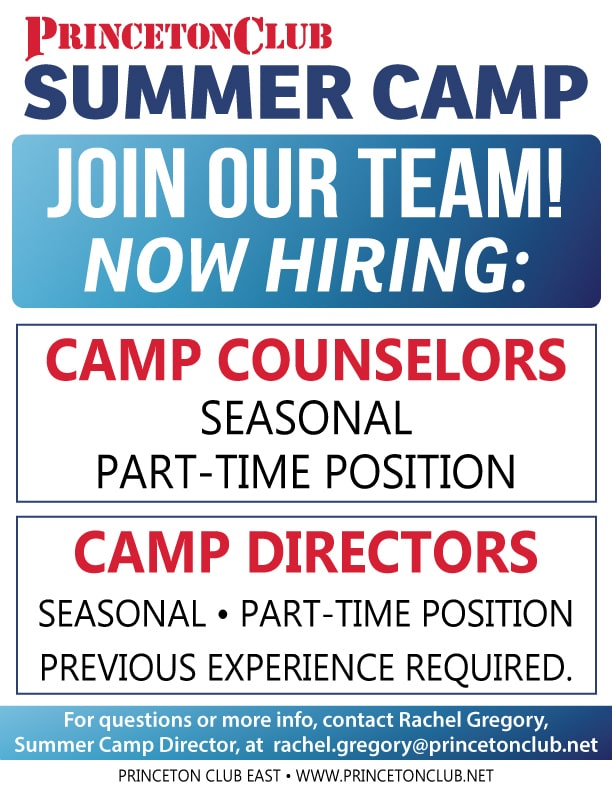 PRINCETONCLUB
SUMMER CAMP
JOIN OUR TEAM!
NOW HIRING:
CAMP COUNSELORS
SEASONAL
PART-TIME POSITION
CAMP DIRECTORS
SEASONAL • PART-TIME POSITION
PREVIOUS EXPERIENCE REQUIRED.
For questions or more info, contact Rachel Gregory,
Summer Camp Director, at rachel.gregory@princetonclub.net
PRINCETON CLUB EAST • WWW.PRINCETONCLUB.NET